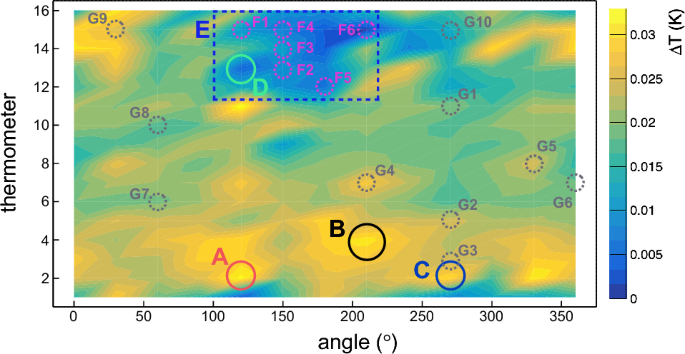 16
14
12
10
8
6
4
2
thermometer
0
50
100
150
200
250
300
350
angle (°)
G9
E
F1
F4
F6
G10
F3
F2
F5
D
G1
G8
G5
G4
G6
G7
G2
B
G3
A
C
ΔT (K)
0.03
0.025
0.02
0.015
0.01
0.005
0